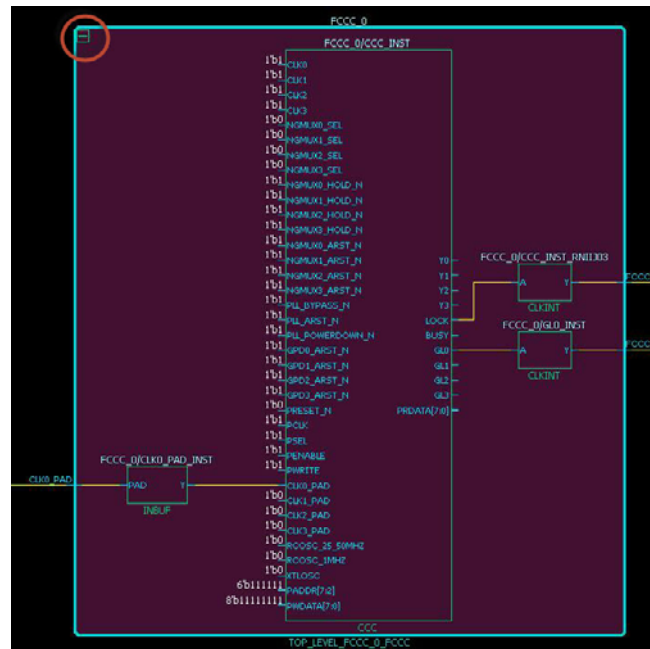 FCCC_0
FCCC_0/CCC_INST
1'b1 CLK0
1'b1 CLK1
1'b1 CLK2
1'b1 CLK3
1'b0 NGMUX0_SEL
1'b0 NGMUX1_SEL
1'b0 NGMUX2_SEL
1'b0 NGMUX3_SEL
1'b1 NGMUX0_HOLD_N
1'b1 NGMUX1_HOLD_N
1'b1 NGMUX2_HOLD_N
1'b1 NGMUX3_HOLD_N
1'b1 NGMUX0_ARST_N
1'b1 NGMUX1_ARST_N Y0
1'b1 NGMUX2_ARST_N Y1
1'b1 NGMUX3_ARST_N Y2
1'b1 PLL_BYPASS_N Y3
1'b1 PLL_ARST_N LOCK
1'b1 PLL_POWERDOWN_N BUSY
1'b1 GPD0_ARST_N GL0
1'b1 GPD1_ARST_N GL1
1'b1 GPD2_ARST_N GL2
1'b1 GPD3_ARST_N GL3
1'b0 PRESET_N PRDATA[7:0]
1'b1 PCLK
1'b1 PSEL
1'b1 PENABLE
1'b1 PWRITE
CLK0_PAD
1'b0 CLK1_PAD
1'b0 CLK2_PAD
1'b0 CLK3_PAD
1'b0 RCOSC_25_50MHZ
1'b0 RCOSC_1MHZ
1'b0 XTLOSC
6'b111111 PADDR[7:2]
8'b11111111 PWDATA[7:0]
CCC
FCCC_0/CCC_INST_RNIIJ03
A Y
FCCC
CLKINT
FCCC_0/GL0_INST
A Y
FCCC
CLKINT
FCCC_0/CLK0_PAD_INST
CLK0_PAD
PAD Y
INBUF
TOP_LEVEL_FCCC_0_FCCC